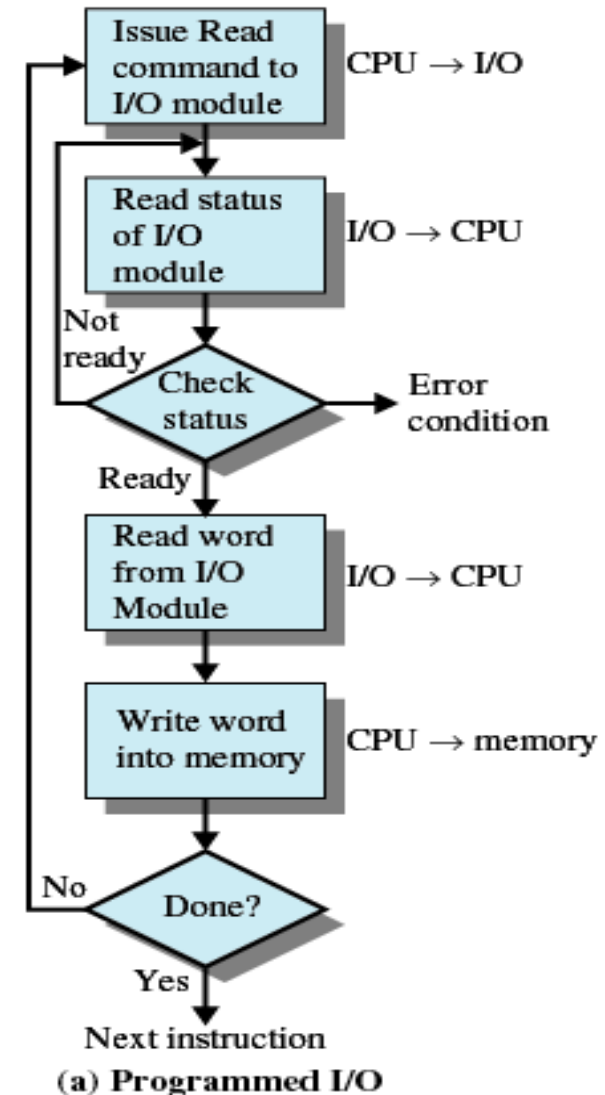 Issue Read
command to
I/O module
CPU → I/O
Read status
of I/O
module
I/O → CPU
Not
ready
Check
status
Error
condition
Ready
Read word
from I/O
Module
I/O → CPU
Write word
into memory
CPU → memory
No
Done?
Yes
Next instruction
(a) Programmed I/O